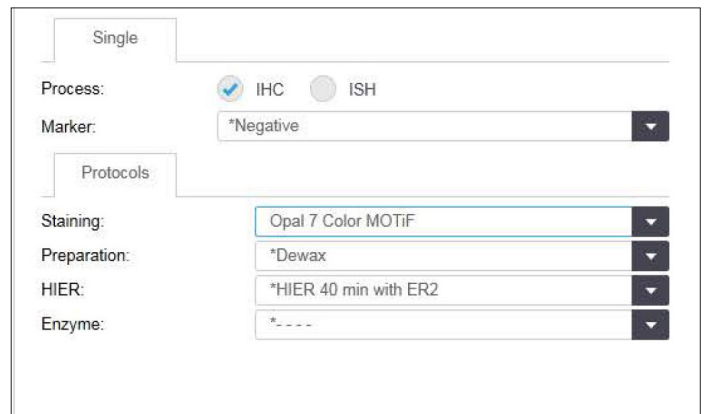 Single
Process: IHC ISH
Marker: *Negative
Protocols
Staining: Opal 7 Color MOTiF
Preparation: *Dewax
HIER: *HIER 40 min with ER2
Enzyme: *- - - -